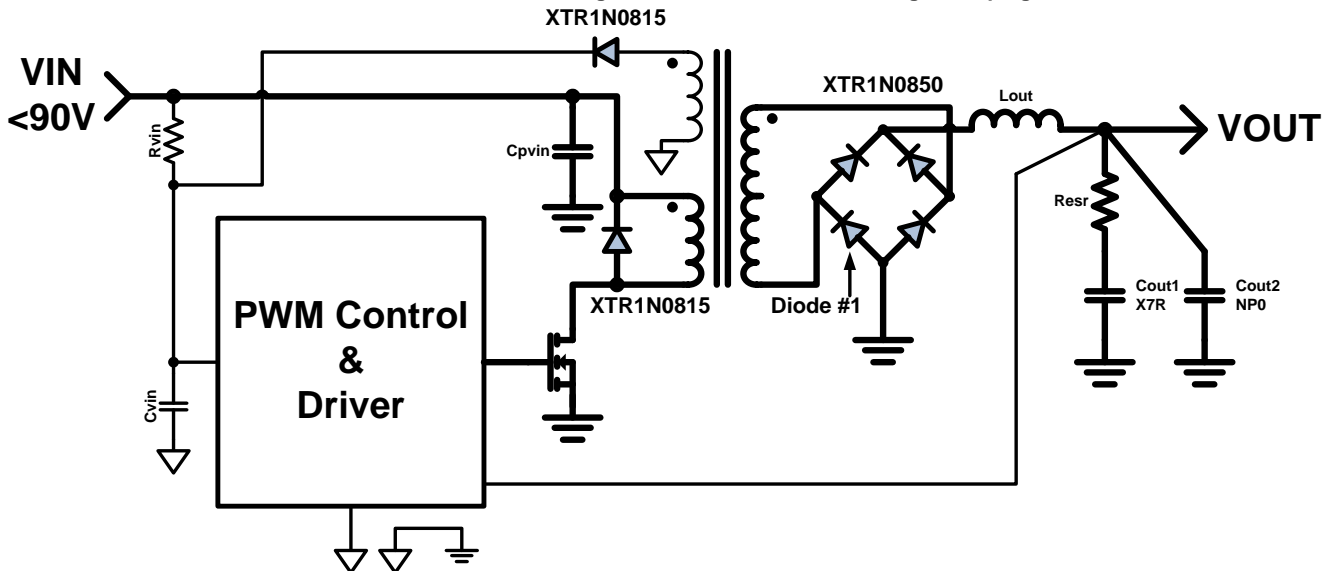 XTR1N0815
VIN
<90V
Rvin
Cpvin
XTR1N0850
Lout
VOUT
Resr
XTR1N0815
Diode #1
Cout1
X7R
Cout2
NP0
PWM Control
&
Driver
Cvin